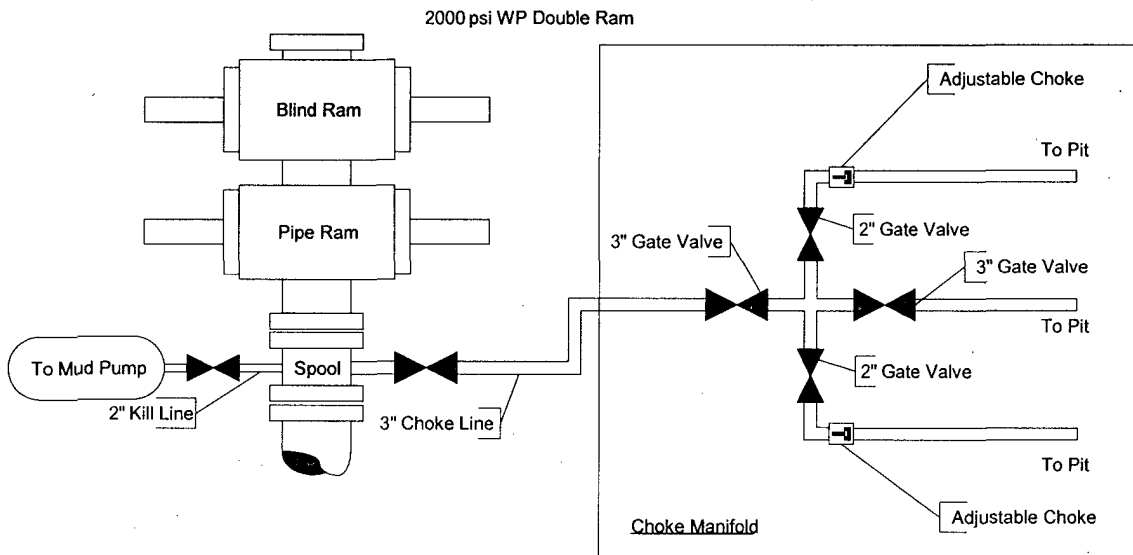 2000 psi WP Double Ram
Blind Ram
Pipe Ram
To Mud Pump
2" Kill Line
Spool
3" Choke Line
Adjustable Choke
To Pit
2" Gate Valve
3" Gate Valve
3" Gate Valve
To Pit
2" Gate Valve
To Pit
Adjustable Choke
Choke Manifold